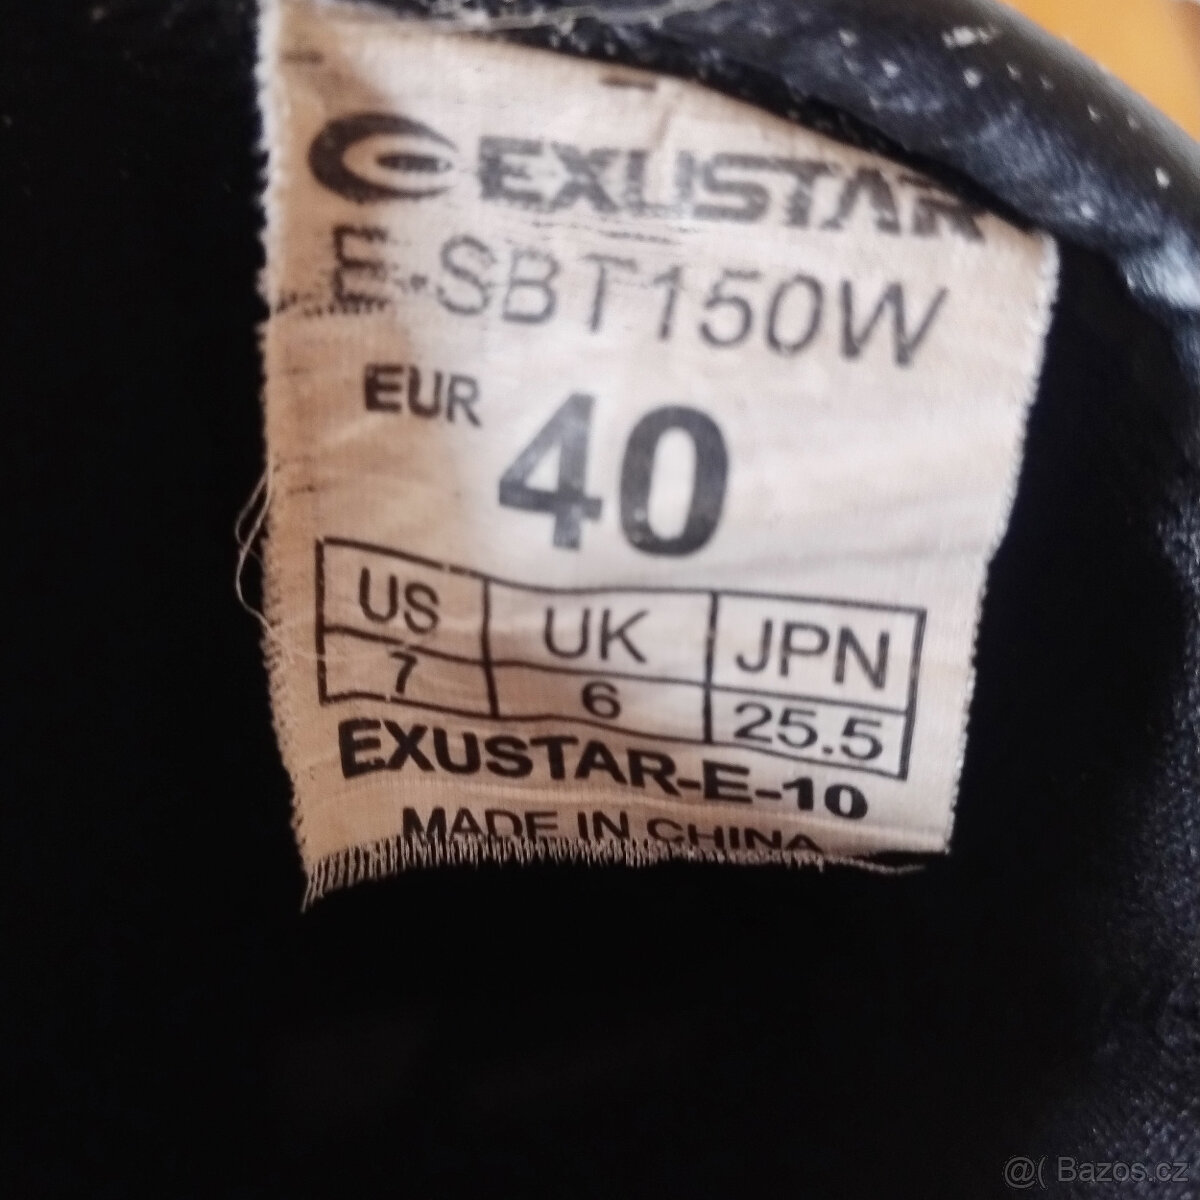 EXUSTAR
E-SBT150W
EUR 40
US UK JPN
7 6 25.5
EXUSTAR-E-10
MADE IN CHINA
@( Bazos.cz